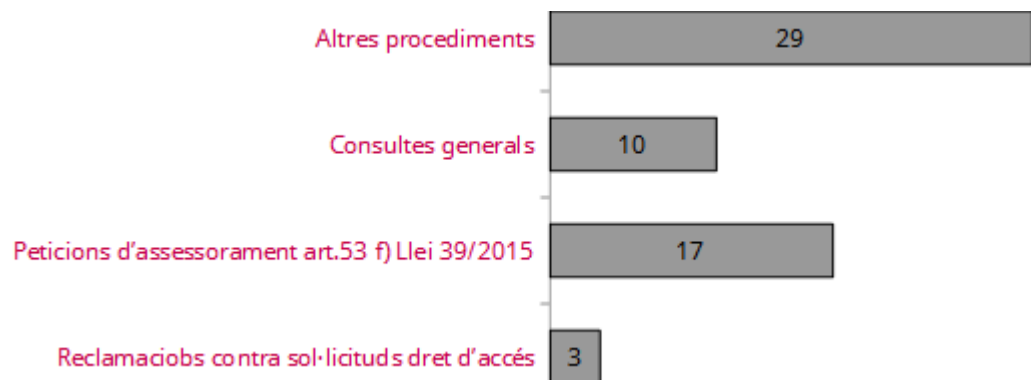 Altres procediments 29
Consultes generals 10
Peticions d’assessorament art.53 f) Llei 39/2015 17
Reclamaciobs contra sol·licituds dret d’accés 3